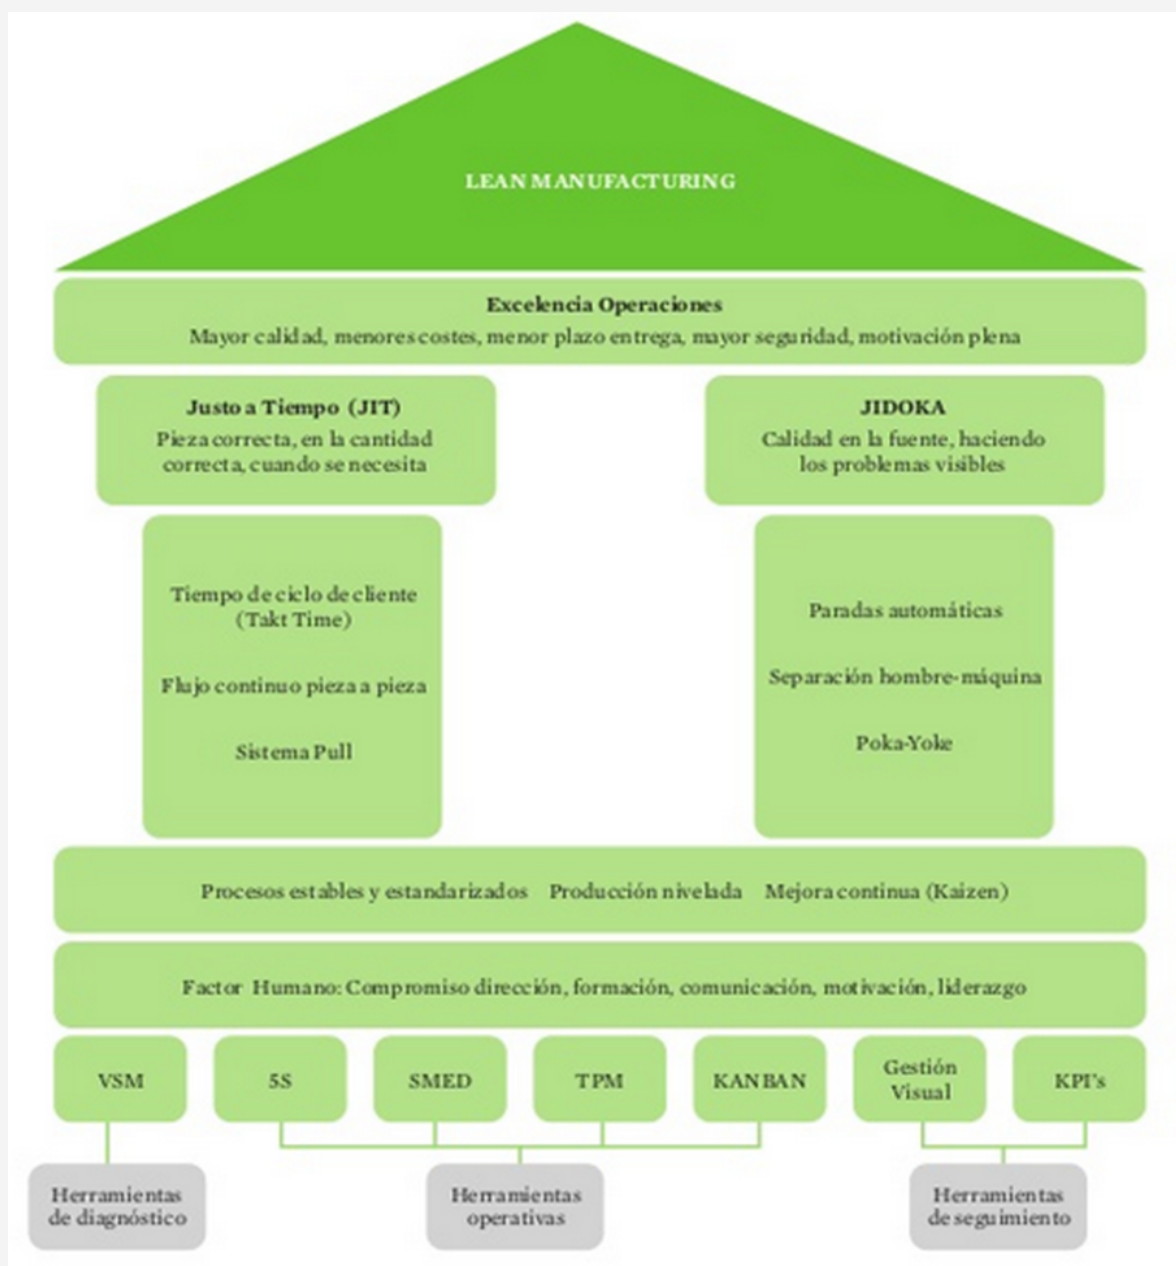 LEAN MANUFACTURING
Excelencia Operaciones
Mayor calidad, menores costes, menor plazo entrega, mayor seguridad, motivación plena
Justo a Tiempo (JIT)
Pieza correcta, en la cantidad
correcta, cuando se necesita
JIDOKA
Calidad en la fuente, haciendo
los problemas visibles
Tiempo de ciclo de cliente
(Takt Time)
Flujo continuo pieza a pieza
Sistema Pull
Paradas automáticas
Separación hombre-máquina
Poka-Yoke
Procesos estables y estandarizados Producción nivelada Mejora continua (Kaizen)
Factor Humano: Compromiso dirección, formación, comunicación, motivación, liderazgo
VSM
5S
SMED
TPM
KANBAN
Gestión
Visual
KPI's
Herramientas
de diagnóstico
Herramientas
operativas
Herramientas
de seguimiento